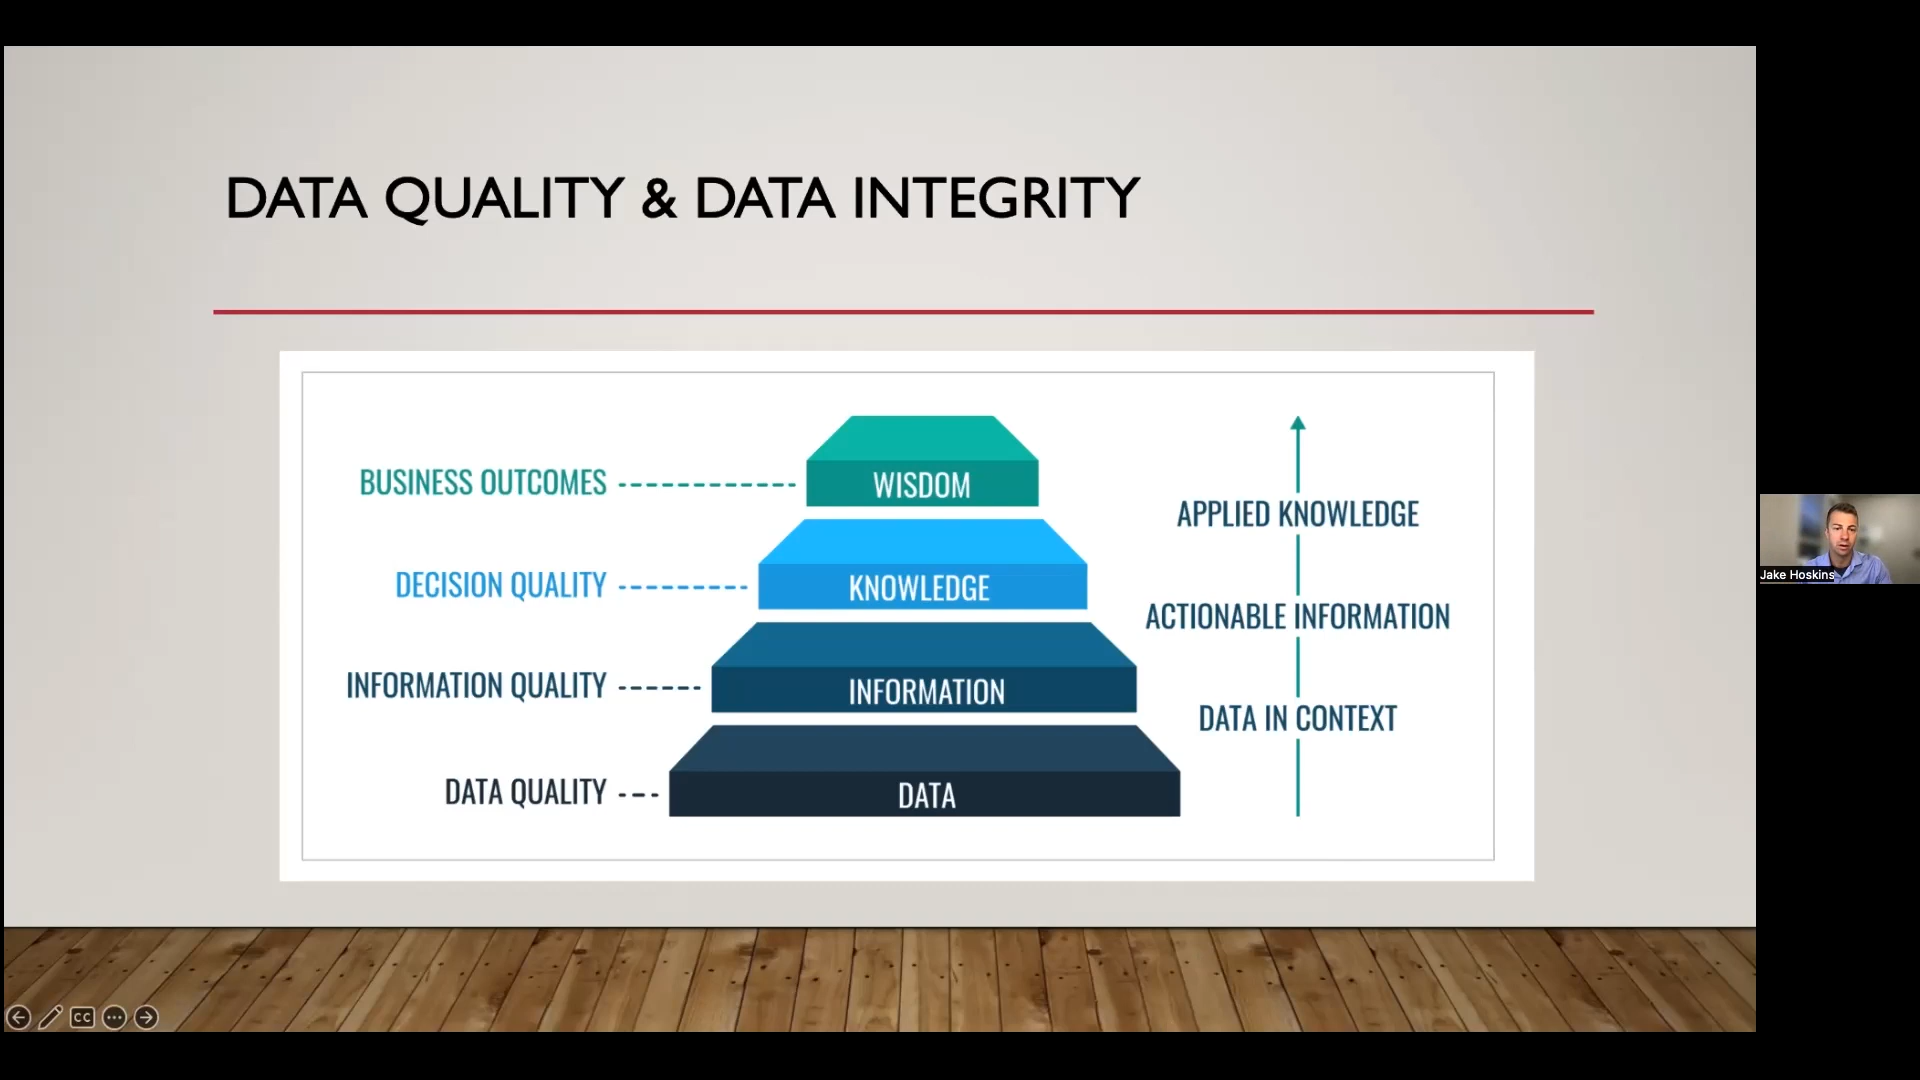 DATA QUALITY & DATA INTEGRITY
BUSINESS OUTCOMES
WISDOM
APPLIED KNOWLEDGE
DECISION QUALITY
KNOWLEDGE
ACTIONABLE INFORMATION
INFORMATION QUALITY
INFORMATION
DATA IN CONTEXT
DATA QUALITY
DATA
Jake Hoskins
CC